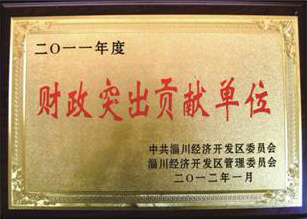 二〇一一年度
财政突出贡献单位
中共淄川经济开发区委员会
淄川经济开发区管理委员会
二〇一二年一月